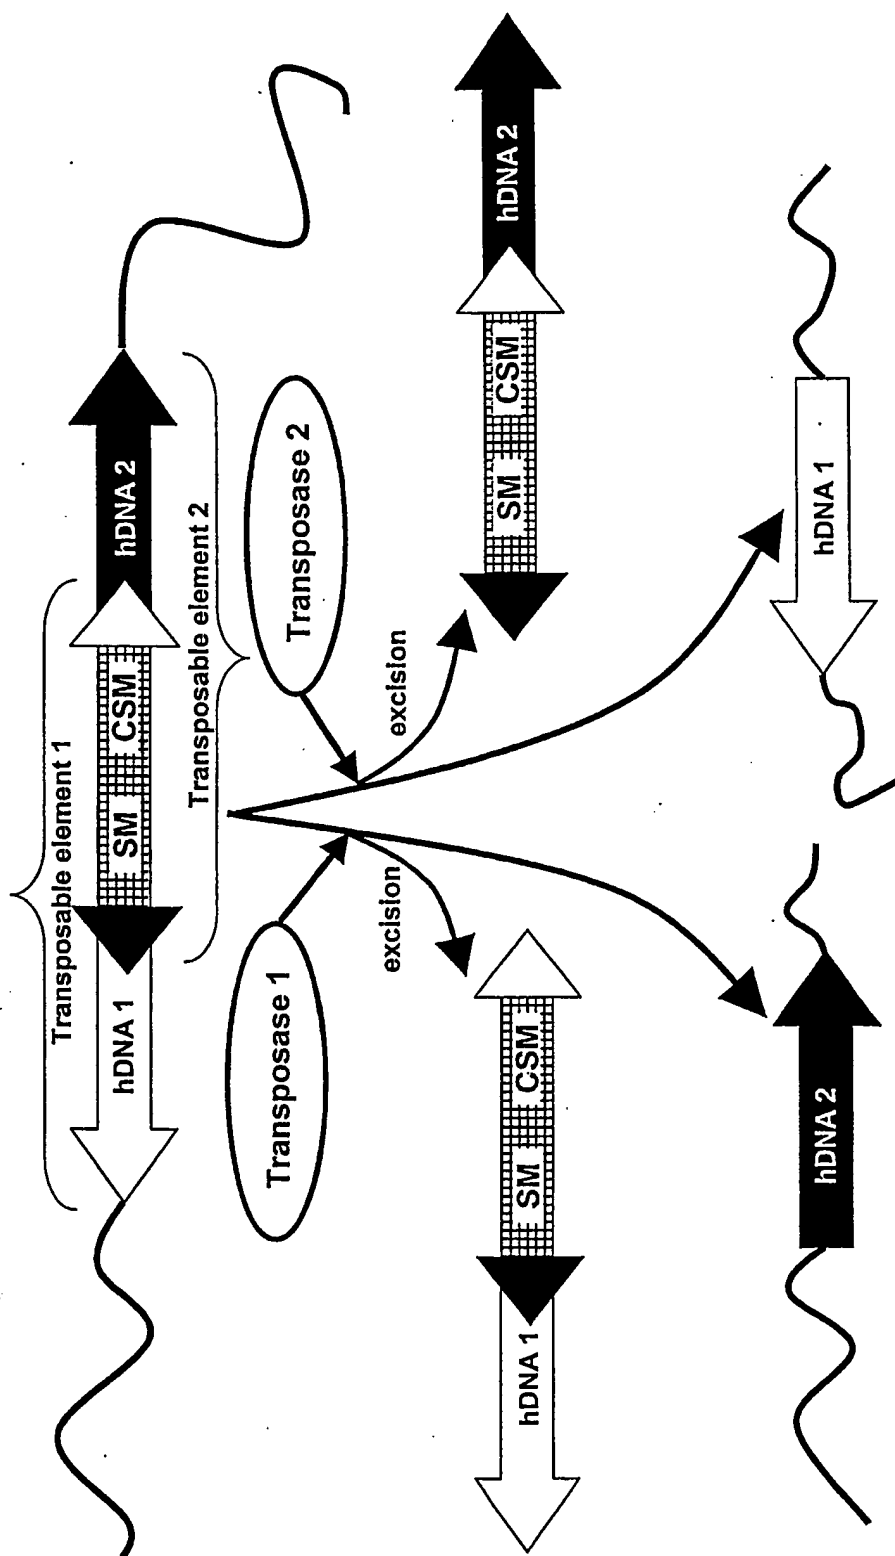 Transposable element 1
hDNA 1 SM CSM hDNA 2
Transposable element 2
Transposase 1
Transposase 2
excision
excision
hDNA 1 SM CSM
SM CSM hDNA 2
hDNA 2
hDNA 1